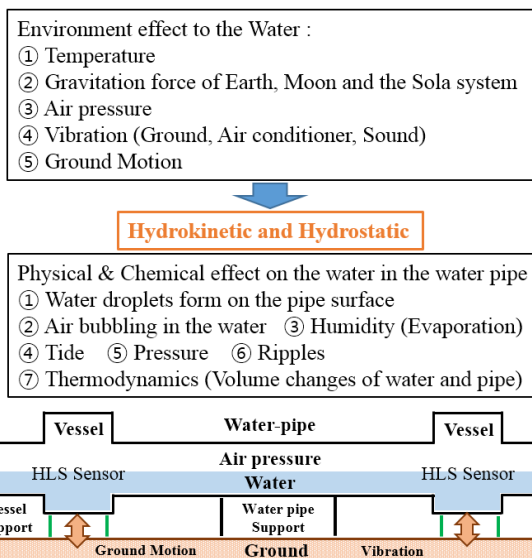 Environment effect to the Water :
① Temperature
② Gravitation force of Earth, Moon and the Sola system
③ Air pressure
④ Vibration (Ground, Air conditioner, Sound)
⑤ Ground Motion
Hydrokinetic and Hydrostatic
Physical & Chemical effect on the water in the water pipe
① Water droplets form on the pipe surface
② Air bubbling in the water ③ Humidity (Evaporation)
④ Tide ⑤ Pressure ⑥ Ripples
⑦ Thermodynamics (Volume changes of water and pipe)
Vessel Water-pipe Vessel
Air pressure
HLS Sensor Water HLS Sensor
essel Water pipe
pport Support
Ground Motion Ground Vibration